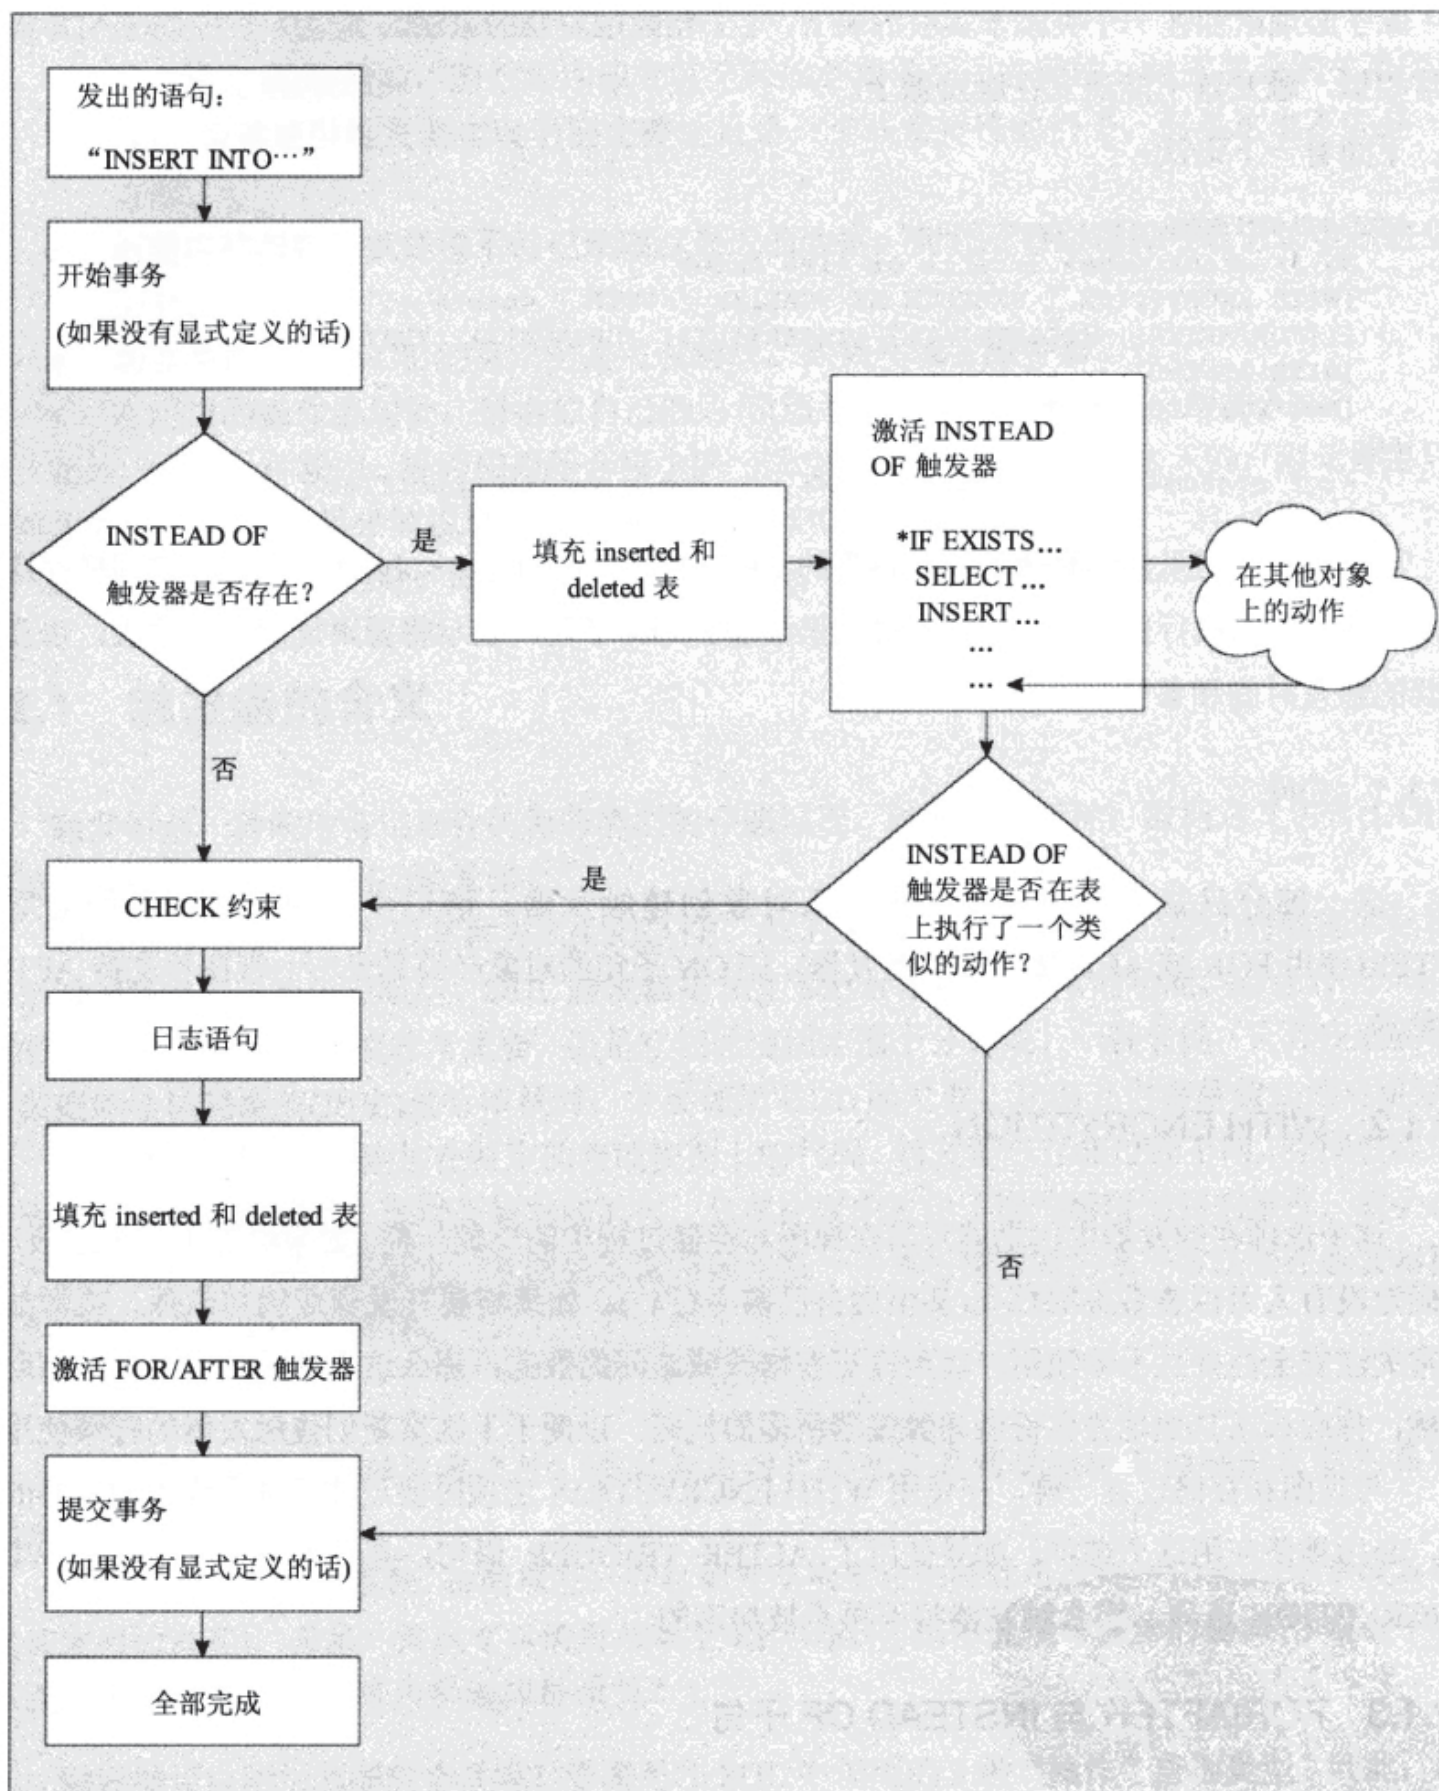 发出的语句：
“INSERT INTO…”
开始事务
(如果没有显式定义的话)
INSTEAD OF
触发器是否存在？
是
填充 inserted 和
deleted 表
激活 INSTEAD
OF 触发器
*IF EXISTS...
SELECT...
INSERT...
...
...
在其他对象
上的动作
否
CHECK 约束
是
INSTEAD OF
触发器是否在表
上执行了一个类
似的动作？
日志语句
填充 inserted 和 deleted 表
否
激活 FOR/AFTER 触发器
提交事务
(如果没有显式定义的话)
全部完成